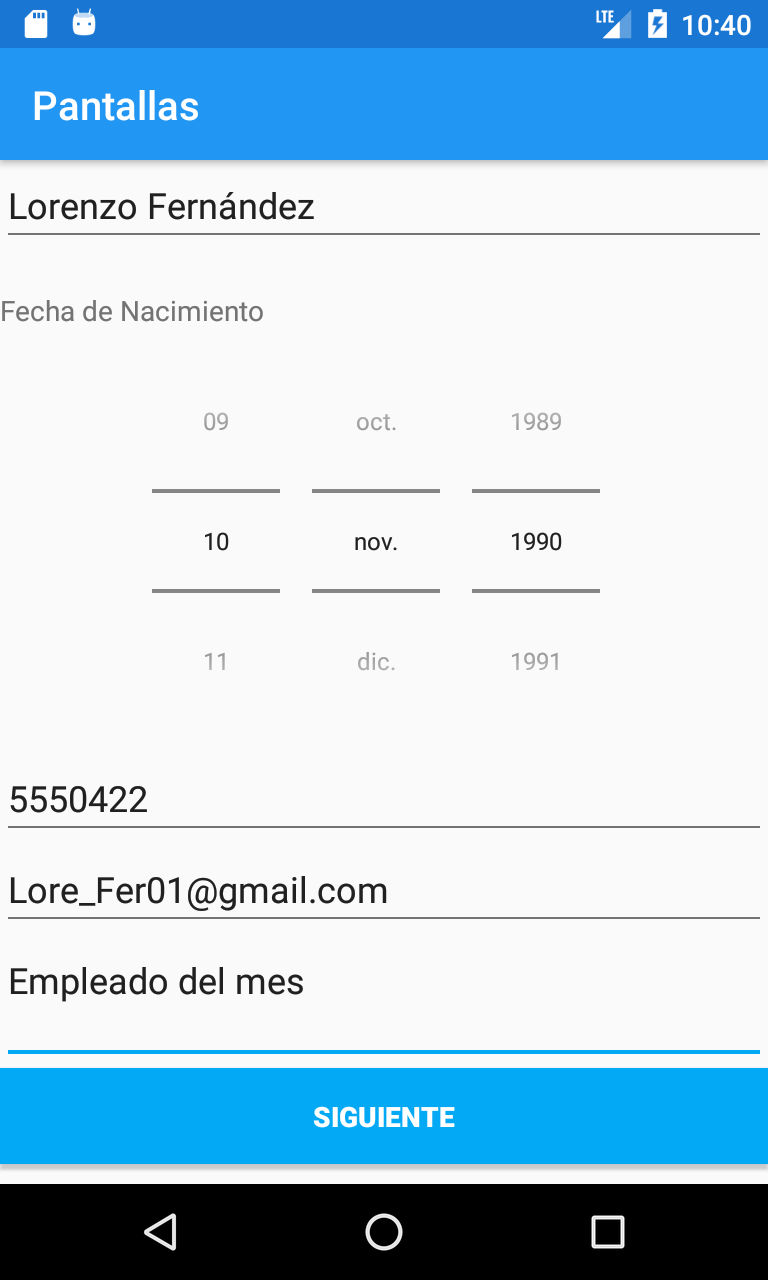 LTE 10:40
Pantallas
Lorenzo Fernández
Fecha de Nacimiento
09 oct. 1989
10 nov. 1990
11 dic. 1991
5550422
Lore_Fer01@gmail.com
Empleado del mes
SIGUIENTE